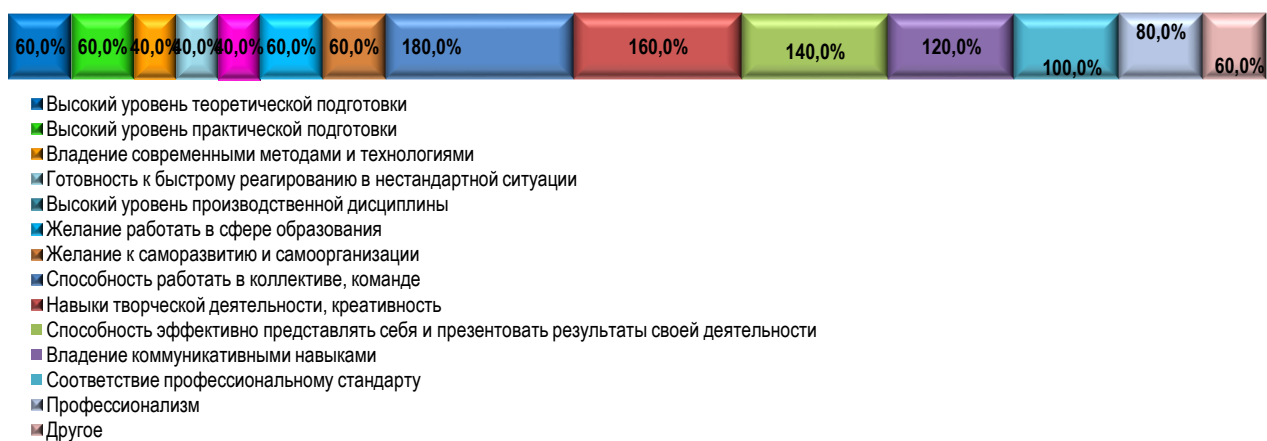 60,0% 60,0% 40,0% 40,0% 40,0% 60,0% 60,0% 180,0% 160,0% 140,0% 120,0% 100,0% 80,0% 60,0%
Высокий уровень теоретической подготовки
Высокий уровень практической подготовки
Владение современными методами и технологиями
Готовность к быстрому реагированию в нестандартной ситуации
Высокий уровень производственной дисциплины
Желание работать в сфере образования
Желание к саморазвитию и самоорганизации
Способность работать в коллективе, команде
Навыки творческой деятельности, креативность
Способность эффективно представлять себя и презентовать результаты своей деятельности
Владение коммуникативными навыками
Соответствие профессиональному стандарту
Профессионализм
Другое